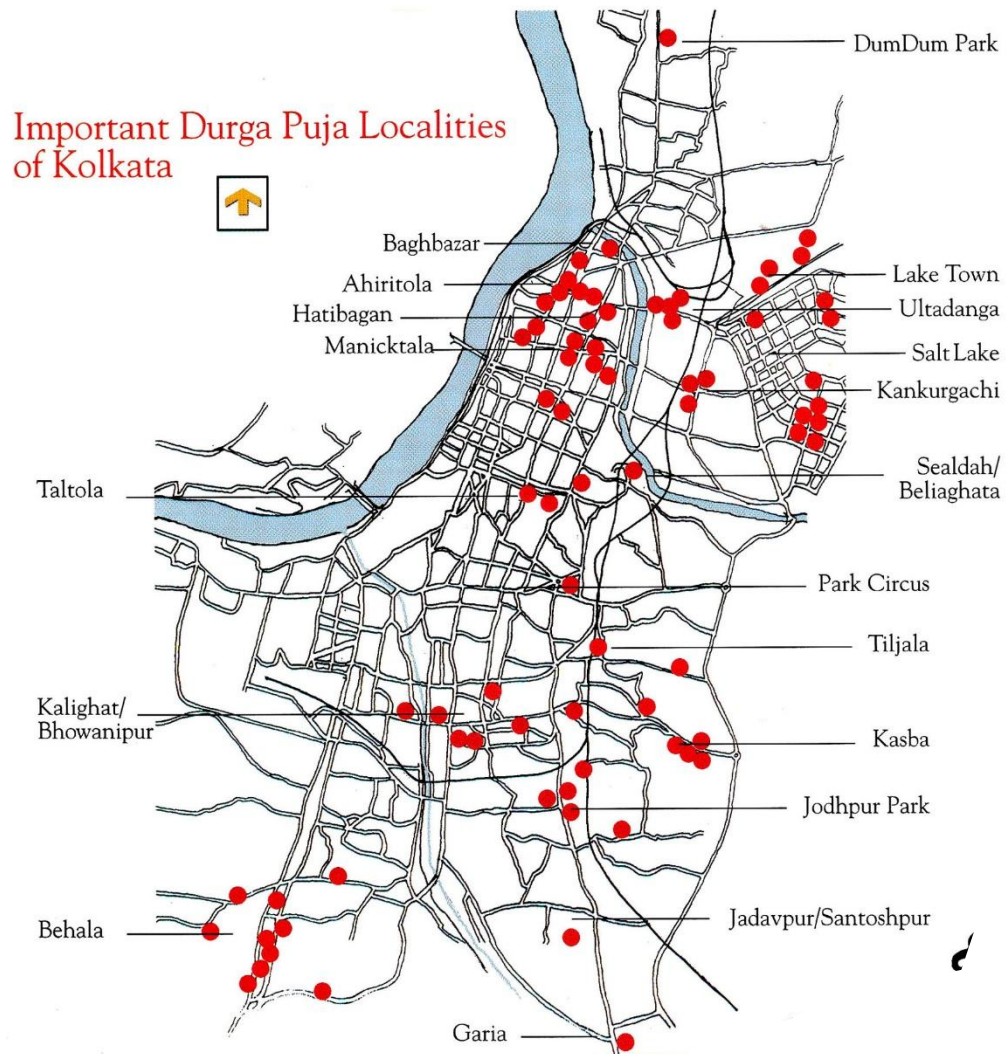 DumDum Park
Important Durga Puja Localities
of Kolkata
Baghbazar
Lake Town
Ahiritola
Ultadanga
Hatibagan
Manicktala
Salt Lake
Kankurgachi
Sealdah/
Beliaghata
Taltola
Park Circus
Tiljala
Kalighat/
Bhowanipur
Kasba
Jodhpur Park
Jadavpur/Santoshpur
Behala
Garia